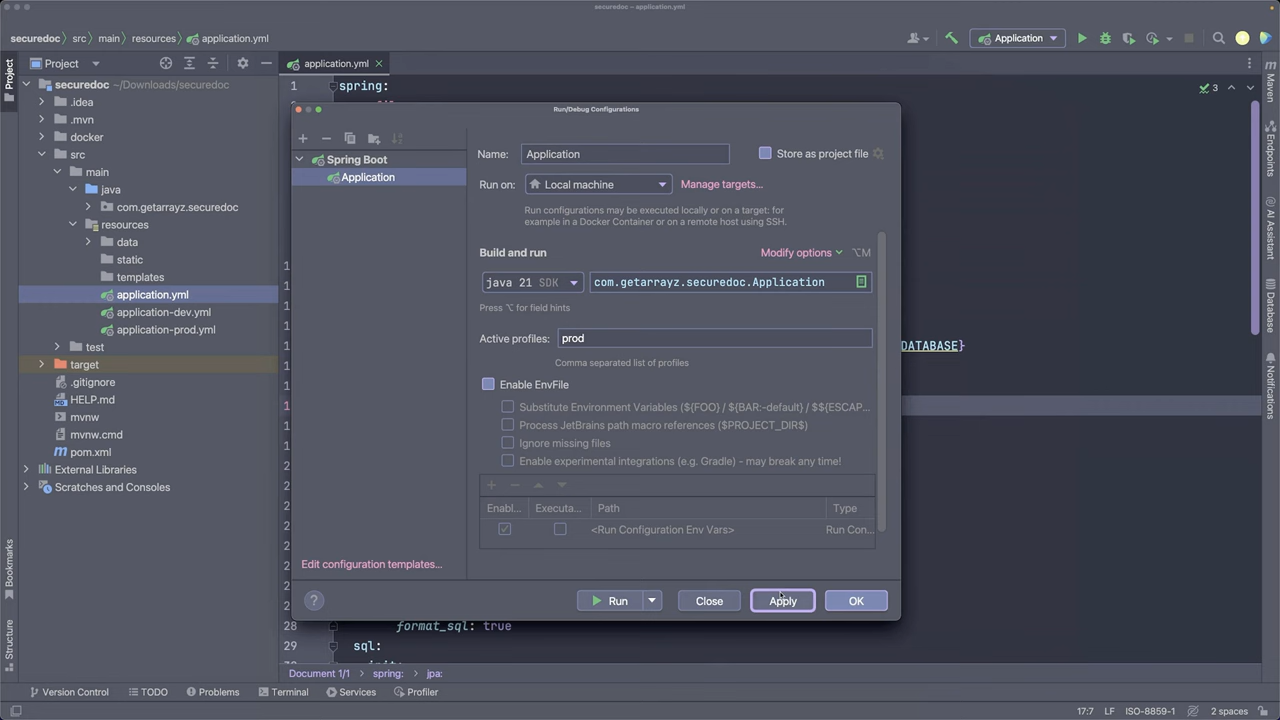 securedoc – application.yml
securedoc
src
main
resources
application.yml
Application
Project
application.yml
securedoc ~/Downloads/securedoc
.idea
.mvn
docker
src
main
java
com.getarrayz.securedoc
resources
data
static
templates
application.yml
application-dev.yml
application-prod.yml
test
target
.gitignore
HELP.md
mvnw
mvnw.cmd
pom.xml
External Libraries
Scratches and Consoles
Project
Bookmarks
Structure
1
spring:
3
Run/Debug Configurations
Spring Boot
Application
Edit configuration templates...
Name:
Application
Store as project file
Run on:
Local machine
Manage targets...
Run configurations may be executed locally or on a target: for
example in a Docker Container or on a remote host using SSH.
Build and run
Modify options
⌥M
java 21 SDK
com.getarrayz.securedoc.Application
Press ⌥ for field hints
Active profiles:
prod
Comma separated list of profiles
Enable EnvFile
Substitute Environment Variables (${FOO} / ${BAR:-default} / $${ESCAP...
Process JetBrains path macro references ($PROJECT_DIR$)
Ignore missing files
Enable experimental integrations (e.g. Gradle) - may break any time!
Enabl...
Executa...
Path
Type
<Run Configuration Env Vars>
Run Con...
?
Run
Close
Apply
OK
DATABASE}
28
format_sql: true
29
sql:
Document 1/1
spring:
jpa:
Maven
Endpoints
AI Assistant
Database
Notifications
Version Control
TODO
Problems
Terminal
Services
Profiler
17:7
LF
ISO-8859-1
2 spaces